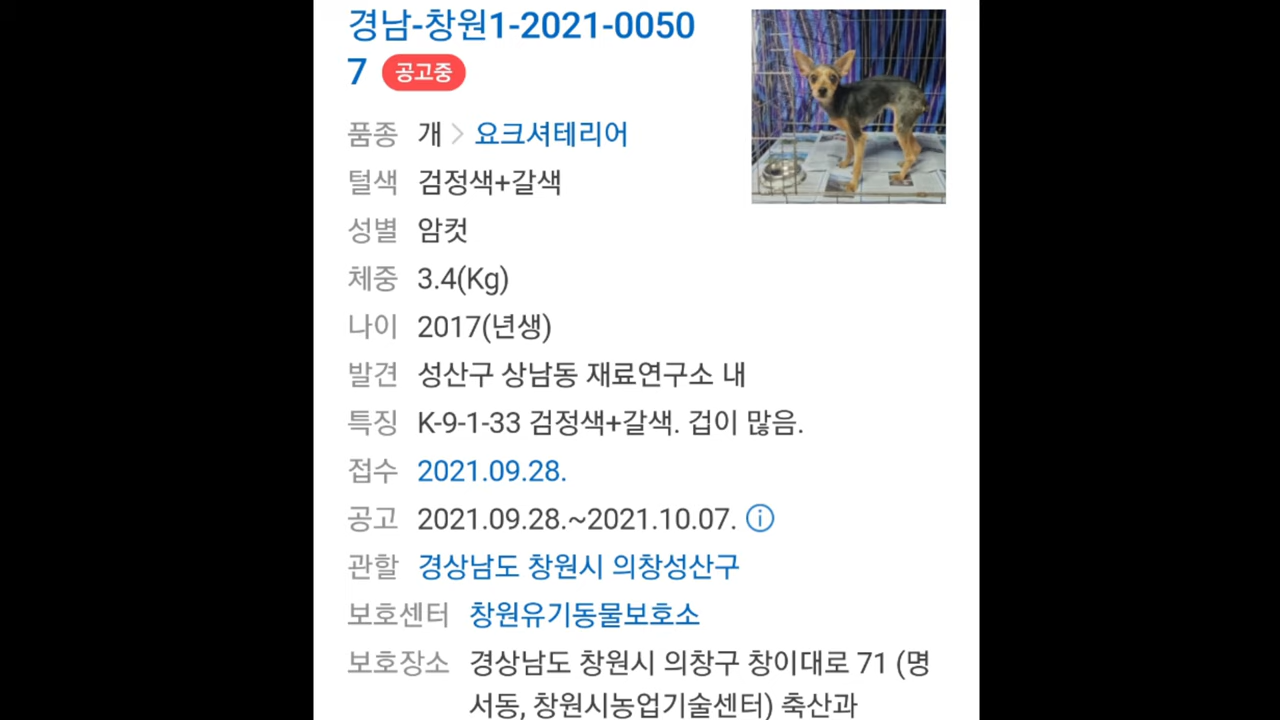 경남-창원1-2021-0050
7 공고중
품종 개 > 요크셔테리어
털색 검정색+갈색
성별 암컷
체중 3.4(Kg)
나이 2017(년생)
발견 성산구 상남동 재료연구소 내
특징 K-9-1-33 검정색+갈색. 겁이 많음.
접수 2021.09.28.
공고 2021.09.28.~2021.10.07. ⓘ
관할 경상남도 창원시 의창성산구
보호센터 창원유기동물보호소
보호장소 경상남도 창원시 의창구 창이대로 71 (명
서동, 창원시농업기술센터) 축산과